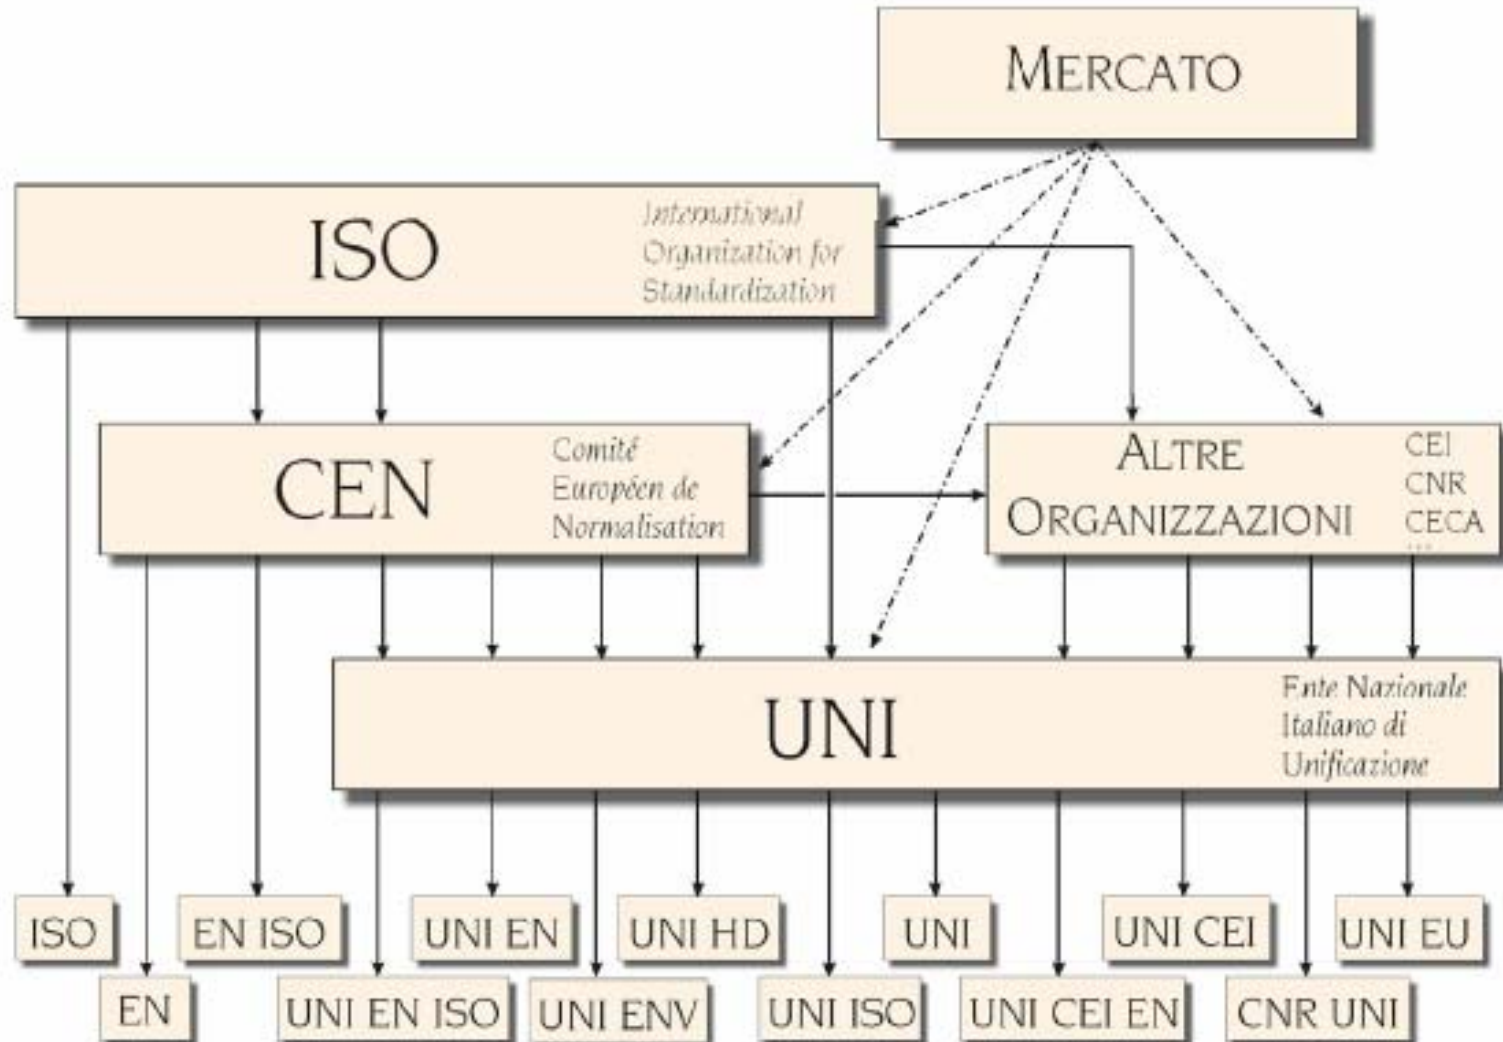 MERCATO
ISO
International
Organization for
Standardization
CEN
Comité
Européen de
Normalisation
ALTRE
ORGANIZZAZIONI
CEI
CNR
CECA
...
UNI
Ente Nazionale
Italiano di
Unificazione
ISO
EN ISO
UNI EN
UNI HD
UNI
UNI CEI
UNI EU
EN
UNI EN ISO
UNI ENV
UNI ISO
UNI CEI EN
CNR UNI